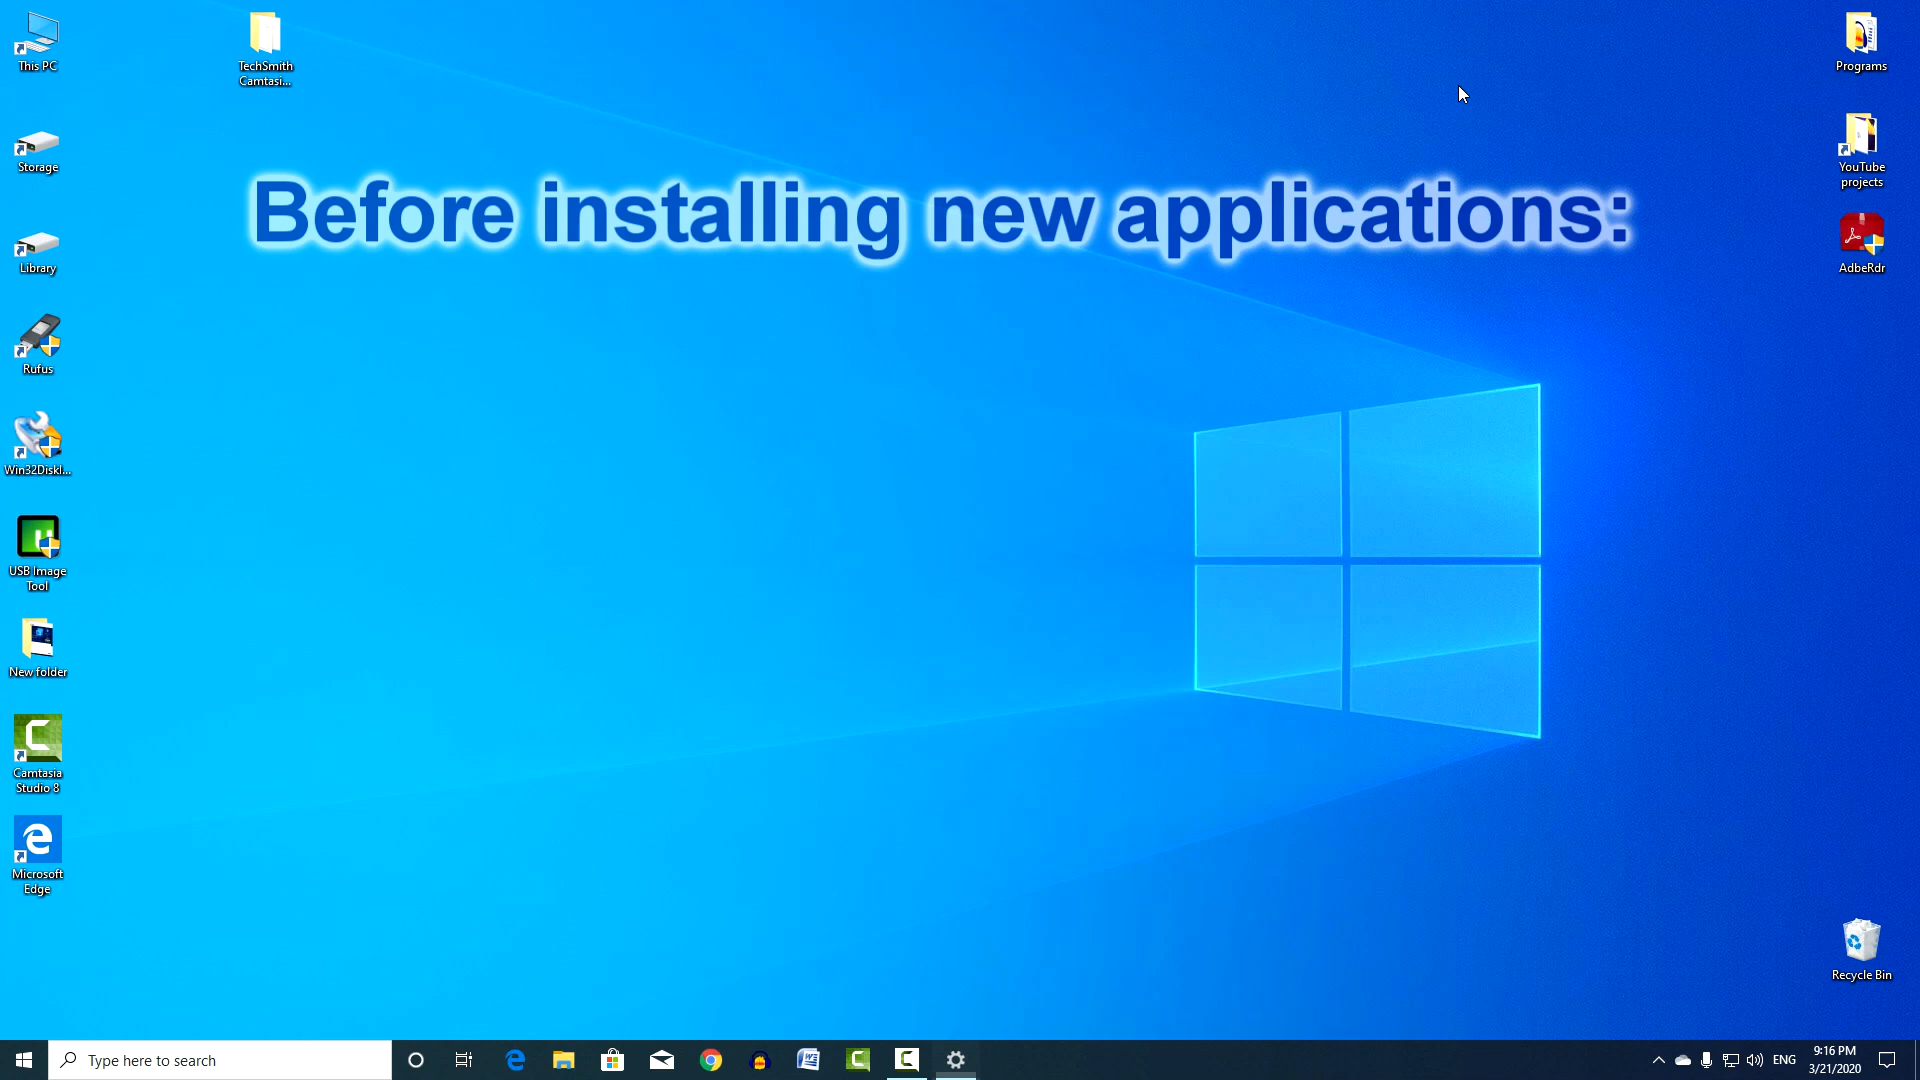 This PC
TechSmith
Camtasi...
Programs
Before installing new applications:
Storage
YouTube
projects
Library
AdbeRdr
Rufus
Win32DiskI...
USB Image
Tool
New folder
Camtasia
Studio 8
Microsoft
Edge
Recycle Bin
Type here to search
ENG
9:16 PM
3/21/2020